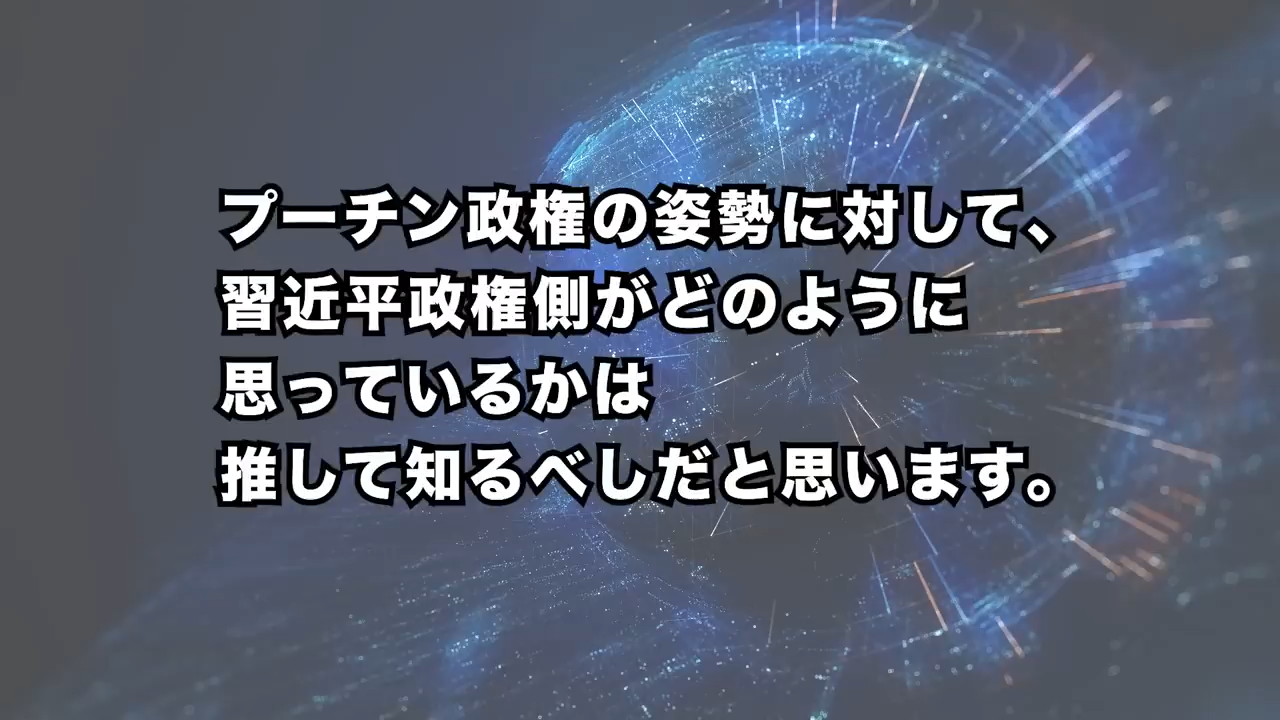 プーチン政権の姿勢に対して、
習近平政権側がどのように
思っているかは
推して知るべしだと思います。